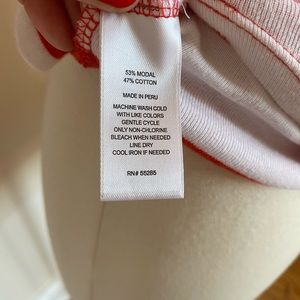 53% MODAL
47% COTTON
MADE IN PERU
MACHINE WASH COLD
WITH LIKE COLORS
GENTLE CYCLE
ONLY NON-CHLORINE
BLEACH WHEN NEEDED
LINE DRY
COOL IRON IF NEEDED
RN# 55285